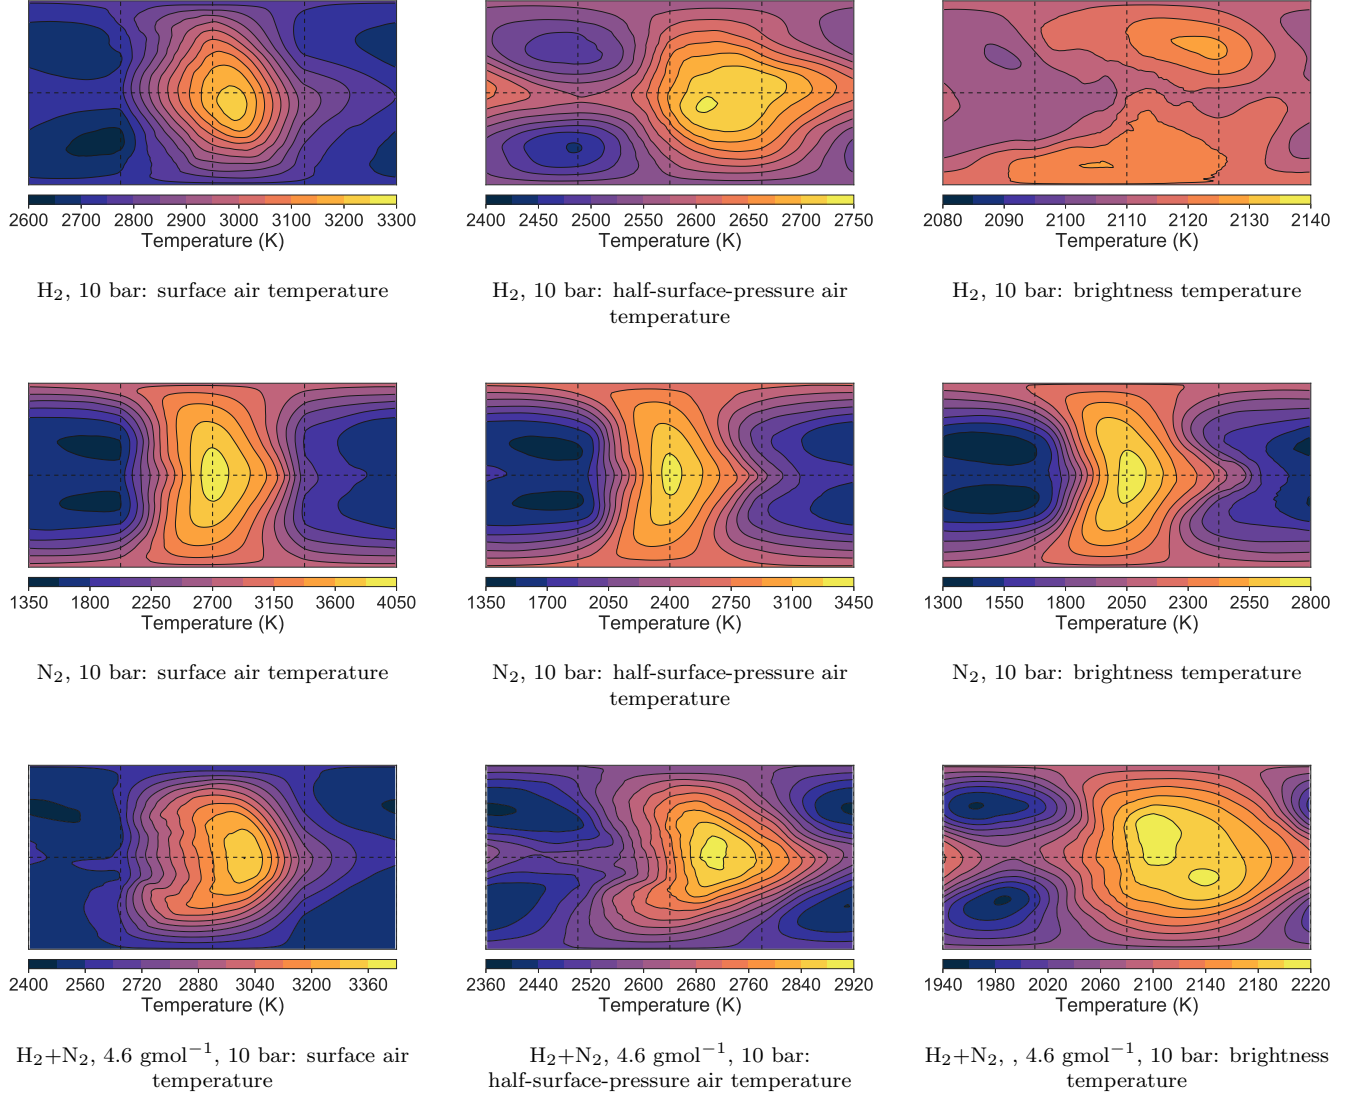 2600 2700 2800 2900 3000 3100 3200 3300
Temperature (K)
H₂, 10 bar: surface air temperature
2400 2450 2500 2550 2600 2650 2700 2750
Temperature (K)
H₂, 10 bar: half-surface-pressure air
temperature
2080 2090 2100 2110 2120 2130 2140
Temperature (K)
H₂, 10 bar: brightness temperature
1350 1800 2250 2700 3150 3600 4050
Temperature (K)
N₂, 10 bar: surface air temperature
1350 1700 2050 2400 2750 3100 3450
Temperature (K)
N₂, 10 bar: half-surface-pressure air
temperature
1300 1550 1800 2050 2300 2550 2800
Temperature (K)
N₂, 10 bar: brightness temperature
2400 2560 2720 2880 3040 3200 3360
Temperature (K)
H₂+N₂, 4.6 gmol⁻¹, 10 bar: surface air
temperature
2360 2440 2520 2600 2680 2760 2840 2920
Temperature (K)
H₂+N₂, 4.6 gmol⁻¹, 10 bar:
half-surface-pressure air temperature
1940 1980 2020 2060 2100 2140 2180 2220
Temperature (K)
H₂+N₂, , 4.6 gmol⁻¹, 10 bar: brightness
temperature